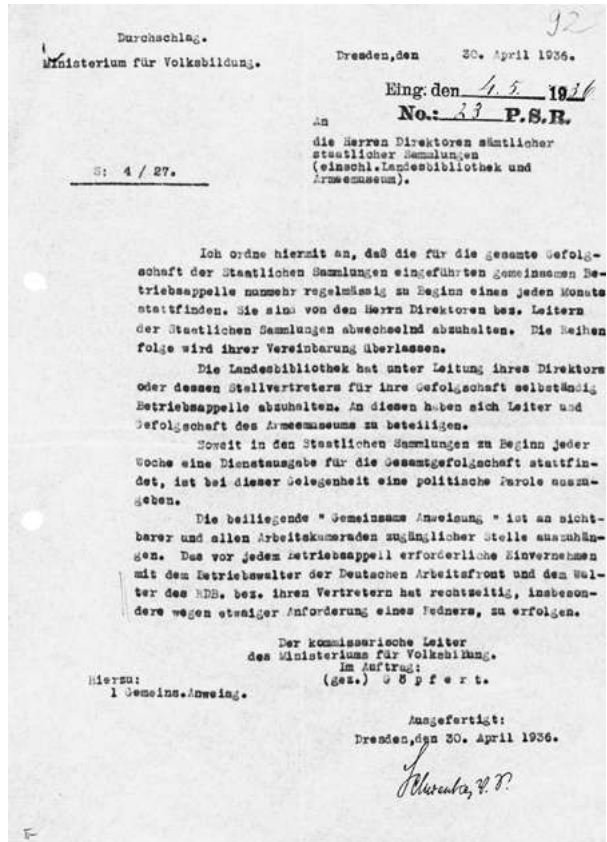 92
Durchschlag.
Ministerium für Volksbildung.
Dresden,den 30. April 1936.
Eing: den 4. 5. 1936
No.: 23 P.S.R.
An
die Herren Direktoren sämtlicher
staatlicher Sammlungen
(einschl.Landesbibliothek und
Armeemuseum).
S: 4 / 27.
Ich ordne hiermit an, daß die für die gesamte Gefolg-
schaft der Staatlichen Sammlungen eingeführten gemeinsamen Be-
triebsappelle nunmehr regelmässig zu Beginn eines jeden Monats
stattfinden. Sie sind von den Herrn Direktoren bez. Leitern
der Staatlichen Sammlungen abwechselnd abzuhalten. Die Reihen
folge wird ihrer Vereinbarung überlassen.
Die Landesbibliothek hat unter Leitung ihres Direktors
oder dessen Stellvertreters für ihre Gefolgschaft selbständig
Betriebsappelle abzuhalten. An diesen haben sich Leiter und
Gefolgschaft des Armeemuseums zu beteiligen.
Soweit in den Staatlichen Sammlungen zu Beginn jeder
Woche eine Dienstausgabe für die Gesamtgefolgschaft stattfin-
det, ist bei dieser Gelegenheit eine politische Parole auszu-
geben.
Die beiliegende " Gemeinsame Anweisung " ist an sicht-
barer und allen Arbeitskameraden zugänglicher Stelle auszuhän-
gen. Das vor jedem Betriebsappell erforderliche Einvernehmen
mit dem Betriebswalter der Deutschen Arbeitsfront und dem Wal-
ter des RDB. bez. ihren Vertretern hat rechtzeitig, insbeson-
dere wegen etwaiger Anforderung eines Redners, zu erfolgen.
Der kommissarische Leiter
des Ministeriums für Volksbildung.
Im Auftrag:
(gez.) G ö p f e r t.
Hierzu:
1 Gemeins.Anweisg.
Ausgefertigt:
Dresden,den 30. April 1936.